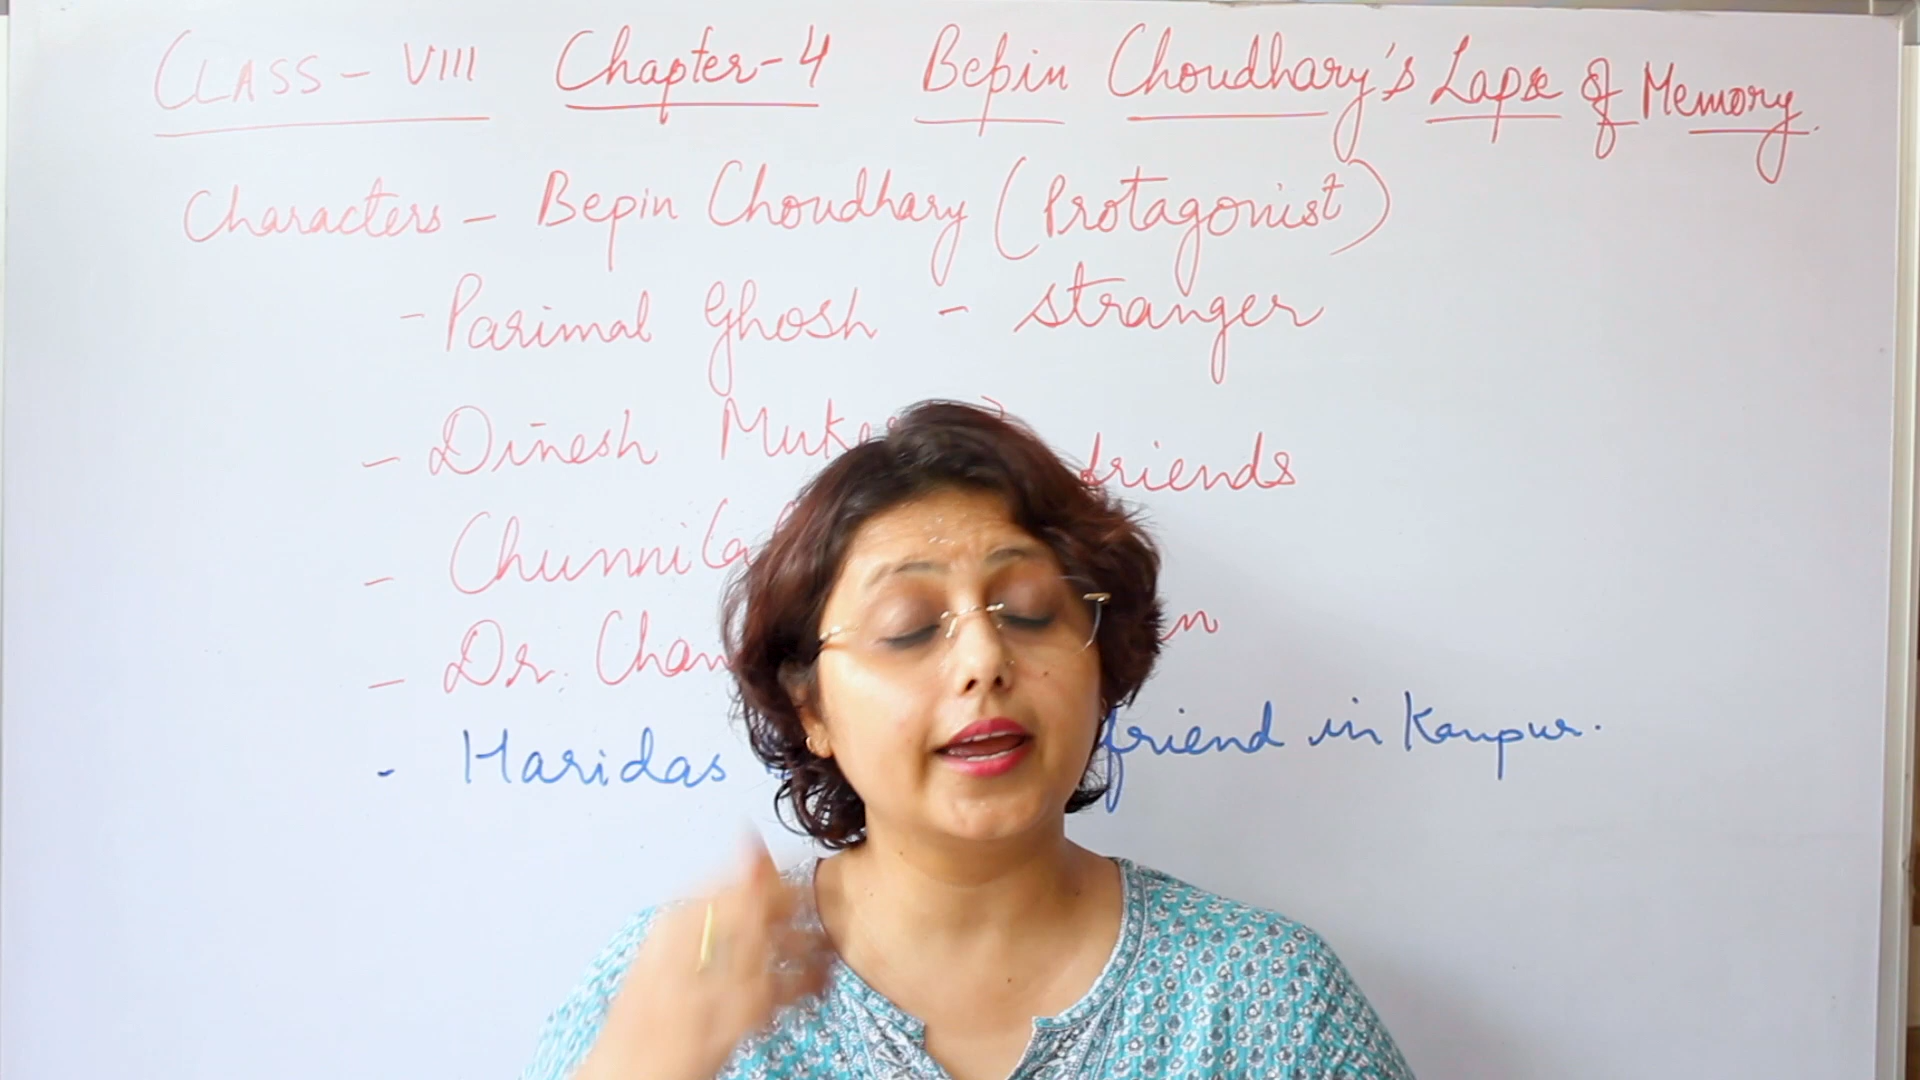 CLASS - VIII Chapter-4 Bepin Choudhary's Lapse of Memory.
Characters - Bepin Choudhary (Protagonist)
- Parimal Ghosh - stranger
- Dinesh friends
-
- Dr.
- Haridas friend in Kanpur.